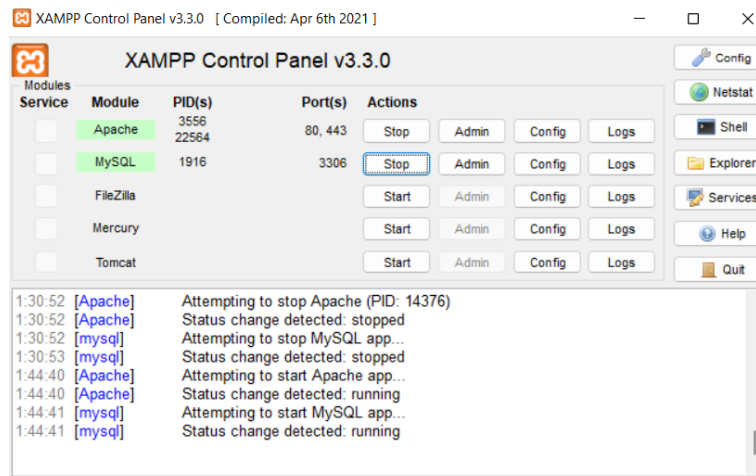 XAMPP Control Panel v3.3.0 [ Compiled: Apr 6th 2021 ]
XAMPP Control Panel v3.3.0
Config
Modules
Service Module PID(s) Port(s) Actions
Netstat
Apache 3556 22564 80, 443 Stop Admin Config Logs
Shell
MySQL 1916 3306 Stop Admin Config Logs
Explorer
FileZilla Start Admin Config Logs
Services
Mercury Start Admin Config Logs
Help
Tomcat Start Admin Config Logs
Quit
1:30:52 [Apache] Attempting to stop Apache (PID: 14376)
1:30:52 [Apache] Status change detected: stopped
1:30:52 [mysql] Attempting to stop MySQL app...
1:30:53 [mysql] Status change detected: stopped
1:44:40 [Apache] Attempting to start Apache app...
1:44:40 [Apache] Status change detected: running
1:44:41 [mysql] Attempting to start MySQL app...
1:44:41 [mysql] Status change detected: running